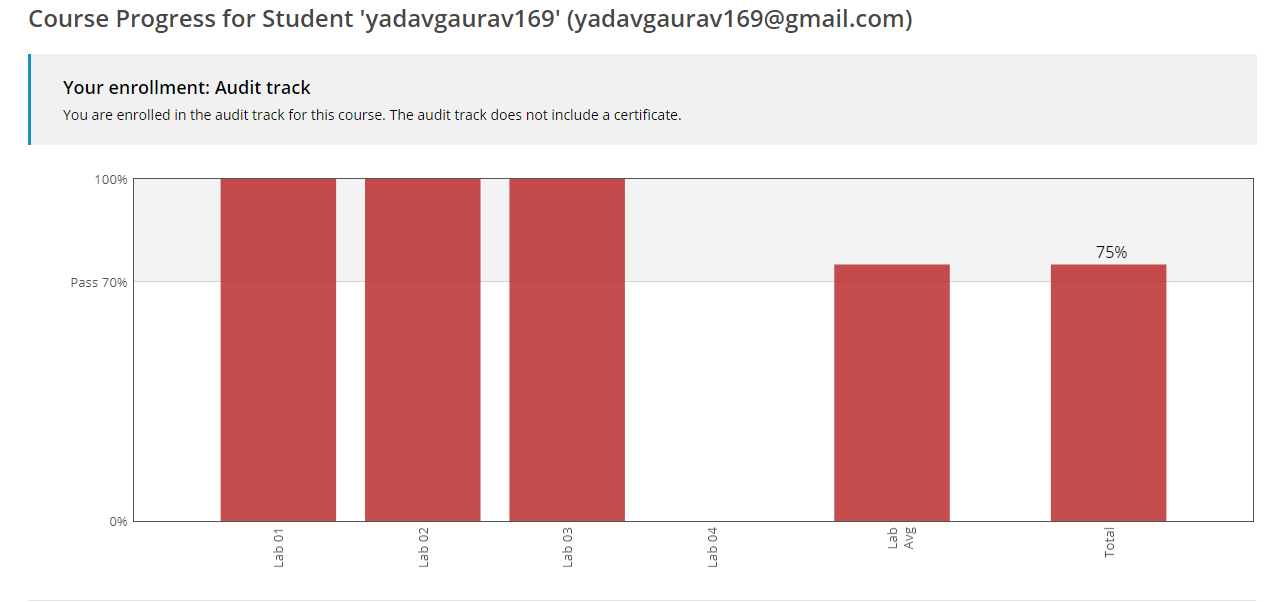 Course Progress for Student 'yadavgaurav169' (yadavgaurav169@gmail.com)
Your enrollment: Audit track
You are enrolled in the audit track for this course. The audit track does not include a certificate.
100%
75%
Pass 70%
0%
Lab 01
Lab 02
Lab 03
Lab 04
Lab
Avg
Total